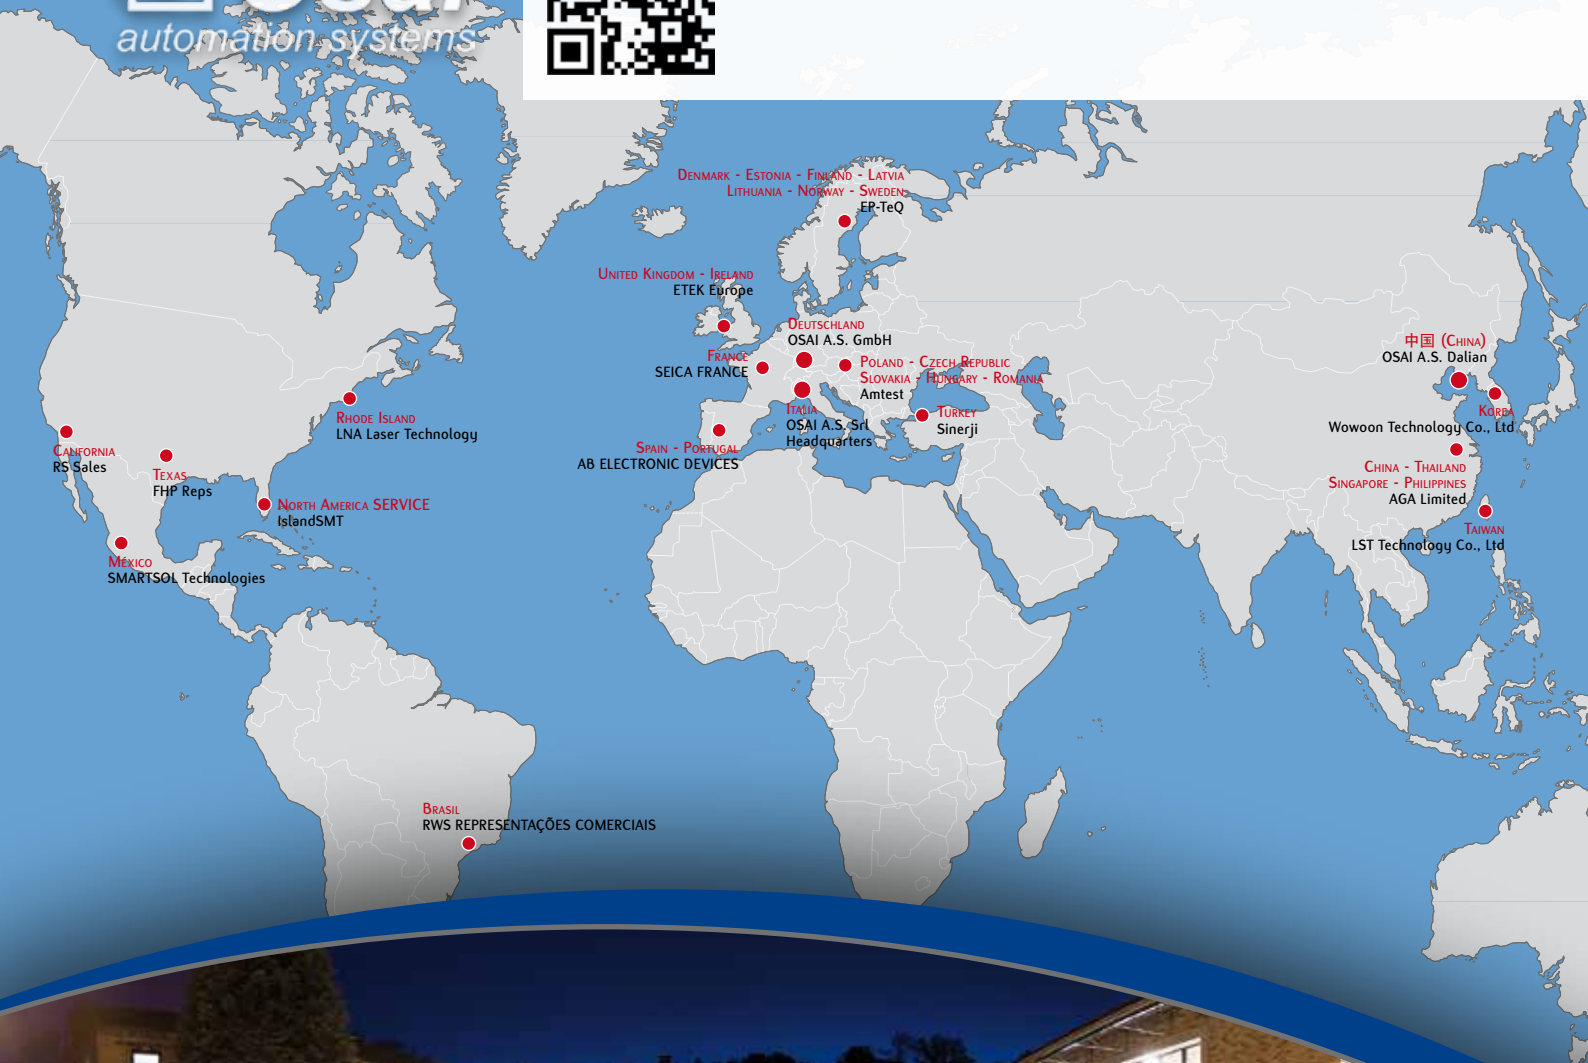 automation systems
DENMARK - ESTONIA - FINLAND - LATVIA
LITHUANIA - NORWAY - SWEDEN
EP-TeQ
UNITED KINGDOM - IRELAND
ETEK Europe
DEUTSCHLAND
OSAI A.S. GmbH
FRANCE
SEICA FRANCE
POLAND - CZECH REPUBLIC
SLOVAKIA - HUNGARY - ROMANIA
Amtest
ITALIA
OSAI A.S. Srl
Headquarters
TURKEY
Sinerji
SPAIN - PORTUGAL
AB ELECTRONIC DEVICES
中国 (CHINA)
OSAI A.S. Dalian
KOREA
Wowoon Technology Co., Ltd
CHINA - THAILAND
SINGAPORE - PHILIPPINES
AGA Limited
TAIWAN
LST Technology Co., Ltd
RHODE ISLAND
LNA Laser Technology
CALIFORNIA
RS Sales
TEXAS
FHP Reps
NORTH AMERICA SERVICE
IslandSMT
MÉXICO
SMARTSOL Technologies
BRASIL
RWS REPRESENTAÇÕES COMERCIAIS